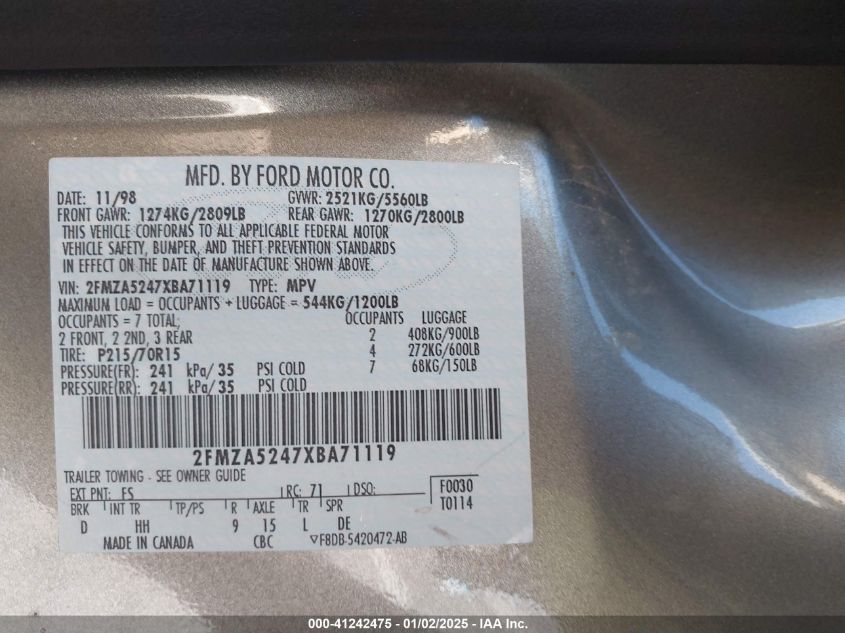 MFD. BY FORD MOTOR CO.
DATE: 11/98 GVWR: 2521KG/5560LB
FRONT GAWR: 1274KG/2809LB REAR GAWR: 1270KG/2800LB
THIS VEHICLE CONFORMS TO ALL APPLICABLE FEDERAL MOTOR
VEHICLE SAFETY, BUMPER, AND THEFT PREVENTION STANDARDS
IN EFFECT ON THE DATE OF MANUFACTURE SHOWN ABOVE.
VIN: 2FMZA5247XBA71119 TYPE: MPV
MAXIMUM LOAD = OCCUPANTS + LUGGAGE = 544KG/1200LB
OCCUPANTS = 7 TOTAL; OCCUPANTS LUGGAGE
2 FRONT, 2 2ND, 3 REAR 2 408KG/900LB
TIRE: P215/70R15 4 272KG/600LB
PRESSURE(FR): 241 kPa/35 PSI COLD 7 68KG/150LB
PRESSURE(RR): 241 kPa/35 PSI COLD
2FMZA5247XBA71119
TRAILER TOWING - SEE OWNER GUIDE
EXT PNT: FS RC: 71 DSO: F0030
BRK INT TR TP/PS R AXLE TR SPR T0114
D HH 9 15 L DE
MADE IN CANADA CBC ▽F8DB-5420472-AB
000-41242475 - 01/02/2025 - IAA Inc.